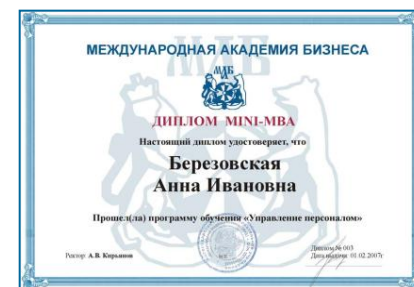 МЕЖДУНАРОДНАЯ АКАДЕМИЯ БИЗНЕСА
МАБ
ДИПЛОМ MINI-MBA
Настоящий диплом удостоверяет, что
Березовская
Анна Ивановна
Прошел(ла) программу обучения «Управление персоналом»
Диплом № 003
Ректор А.В. Кирьянов
Дата выдачи 01.02.2007г